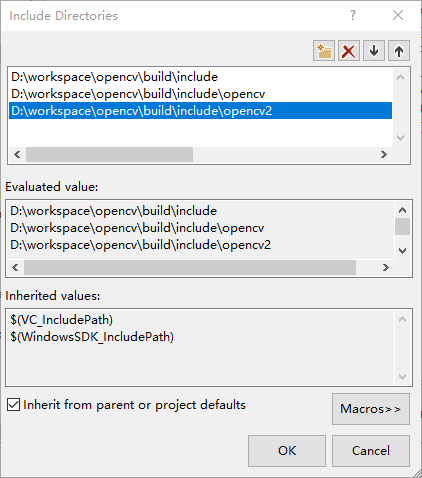 Include Directories
D:\workspace\opencv\build\include
D:\workspace\opencv\build\include\opencv
D:\workspace\opencv\build\include\opencv2
Evaluated value:
D:\workspace\opencv\build\include
D:\workspace\opencv\build\include\opencv
D:\workspace\opencv\build\include\opencv2
Inherited values:
$(VC_IncludePath)
$(WindowsSDK_IncludePath)
Inherit from parent or project defaults
Macros>>
OK
Cancel